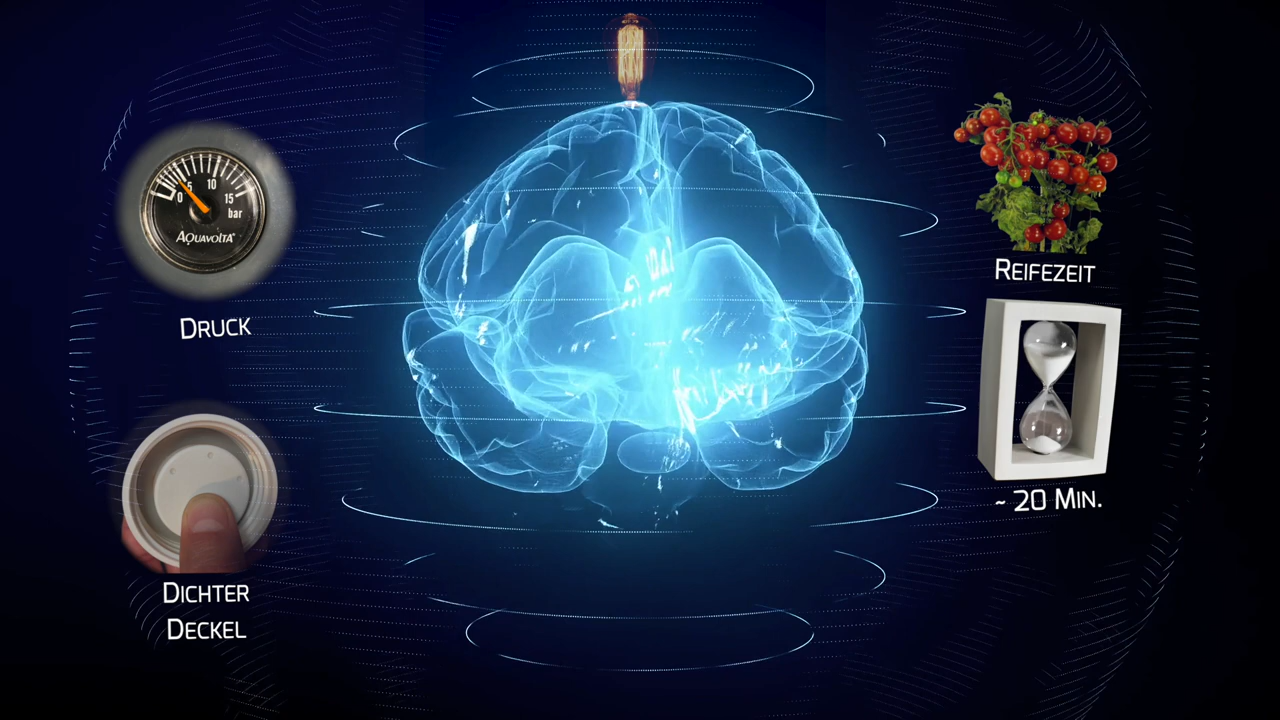 0 5 10 15
bar
AQUAVOLTA®
DRUCK
DICHTER
DECKEL
REIFEZEIT
~ 20 MIN.